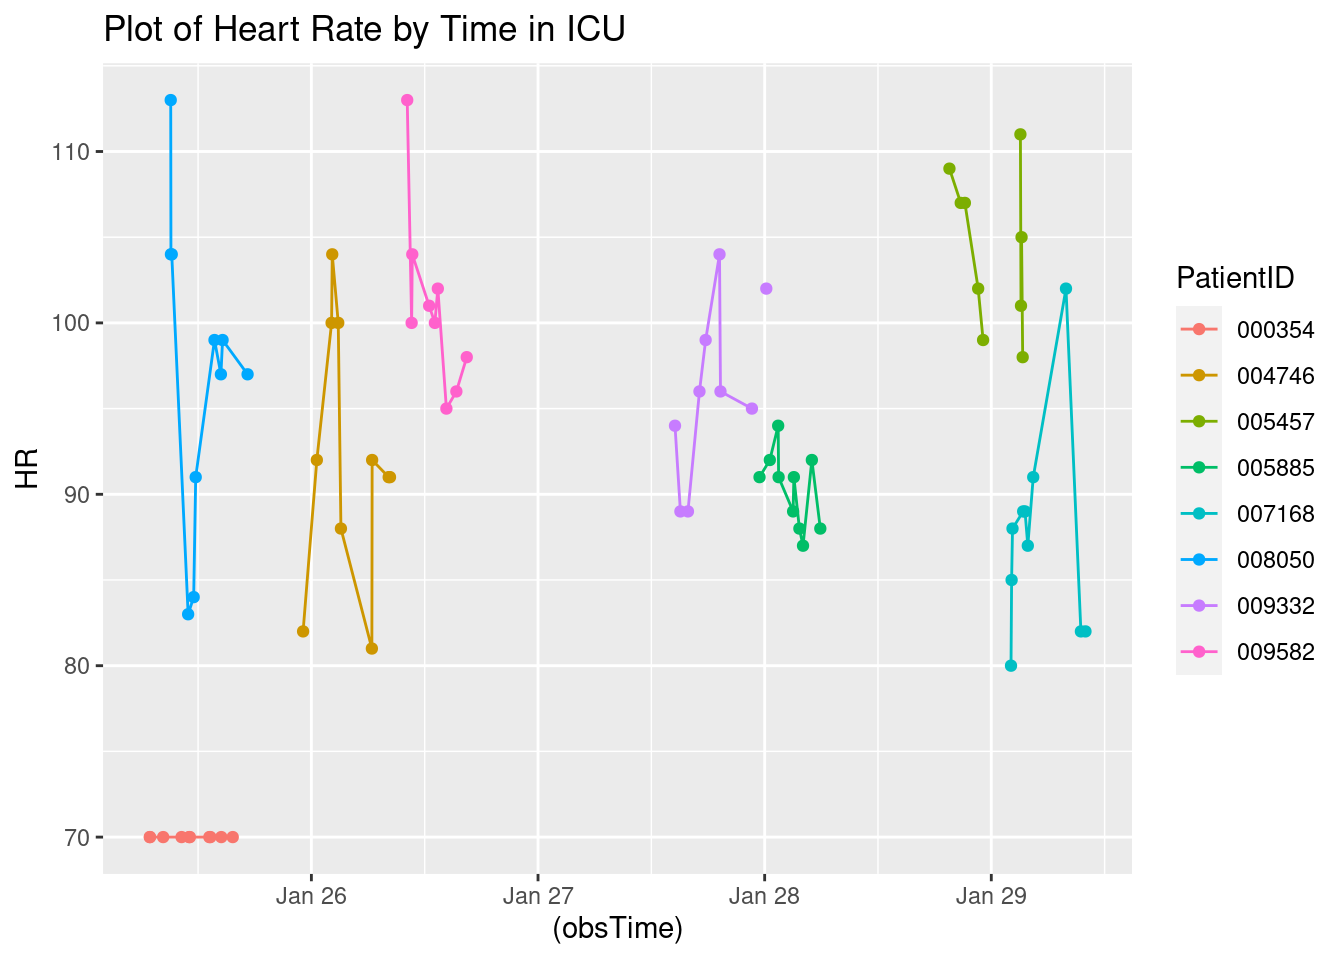 Plot of Heart Rate by Time in ICU
110
100
90
80
70
HR
Jan 26
Jan 27
Jan 28
Jan 29
(obsTime)
PatientID
000354
004746
005457
005885
007168
008050
009332
009582